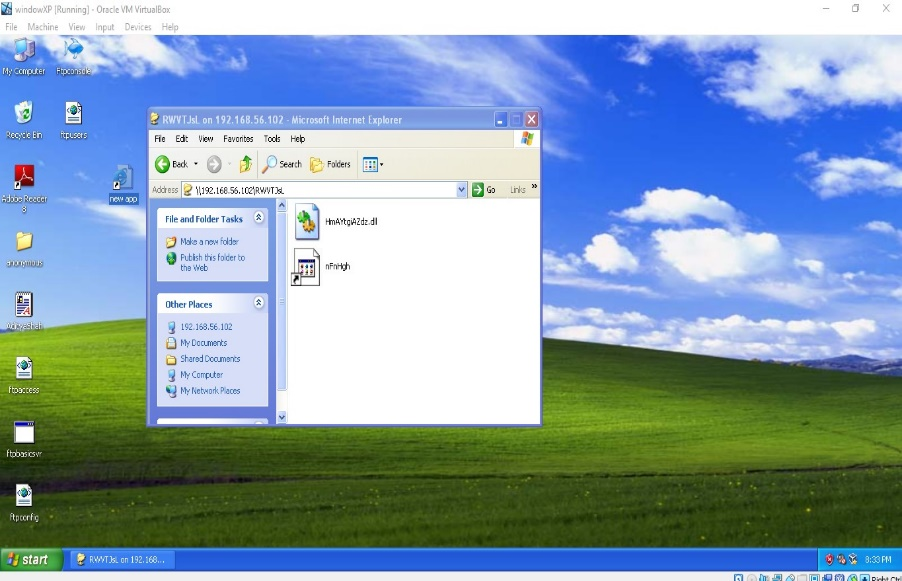 windowXP [Running] - Oracle VM VirtualBox
File Machine View Input Devices Help
My Computer
Ftpconsole
Recycle Bin
ftpusers
Adobe Reader
8
new app
anonymous
ftpaccess
ftpbasicsvr
ftpconfig
RWVTJsL on 192.168.56.102 - Microsoft Internet Explorer
File Edit View Favorites Tools Help
Back Search Folders
Address \\192.168.56.102\RWVTJsL Go Links »
File and Folder Tasks
Make a new folder
Publish this folder to
the Web
Other Places
192.168.56.102
My Documents
Shared Documents
My Computer
My Network Places
HmAYtgiAZdz.dll
nFnHgh
start
RWVTJsL on 192.168...
8:33 PM
Right Ctrl